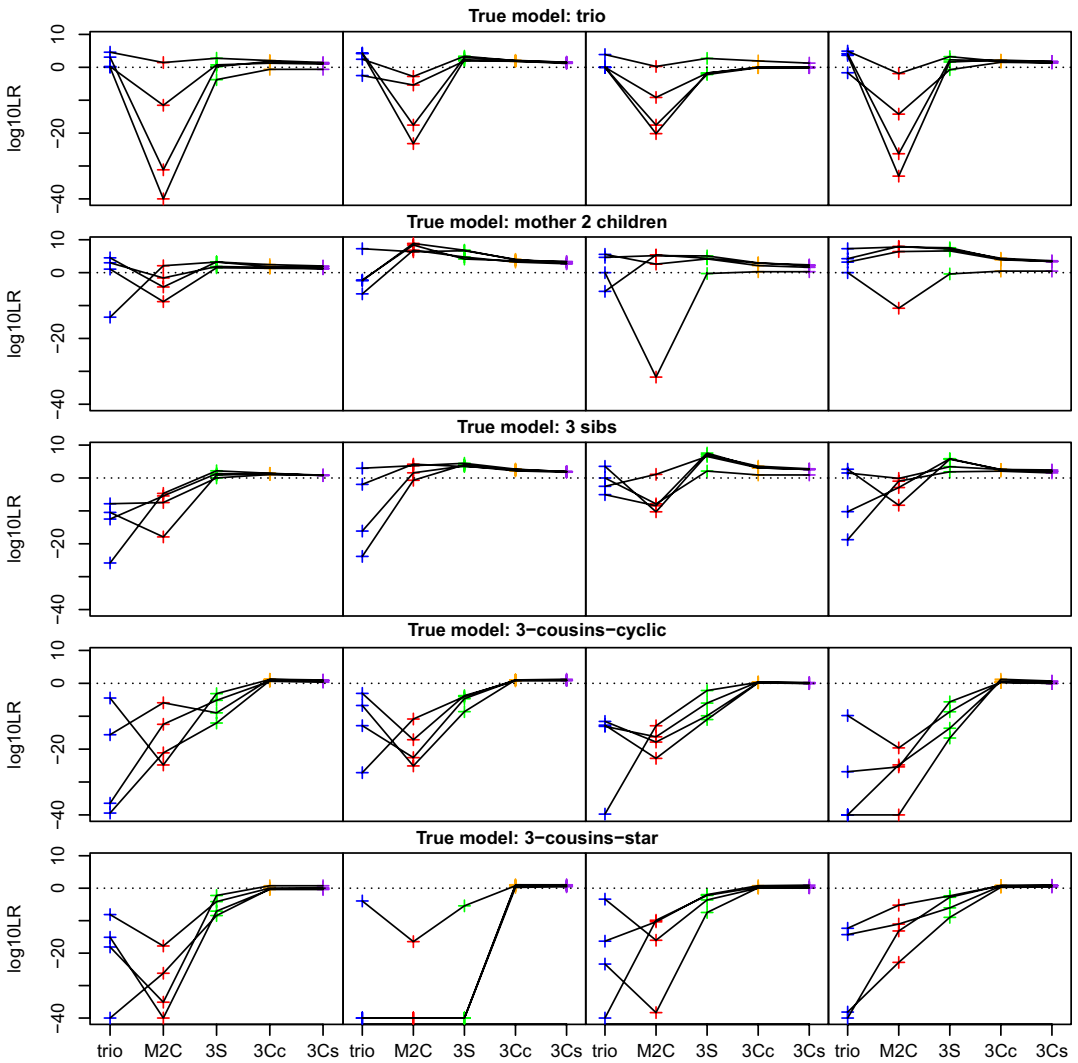 True model: trio
log10LR
10
0
−20
−40
True model: mother 2 children
log10LR
10
0
−20
−40
True model: 3 sibs
log10LR
10
0
−20
−40
True model: 3−cousins−cyclic
log10LR
10
0
−20
−40
True model: 3−cousins−star
log10LR
10
0
−20
−40
trio M2C 3S 3Cc 3Cs trio M2C 3S 3Cc 3Cs trio M2C 3S 3Cc 3Cs trio M2C 3S 3Cc 3Cs